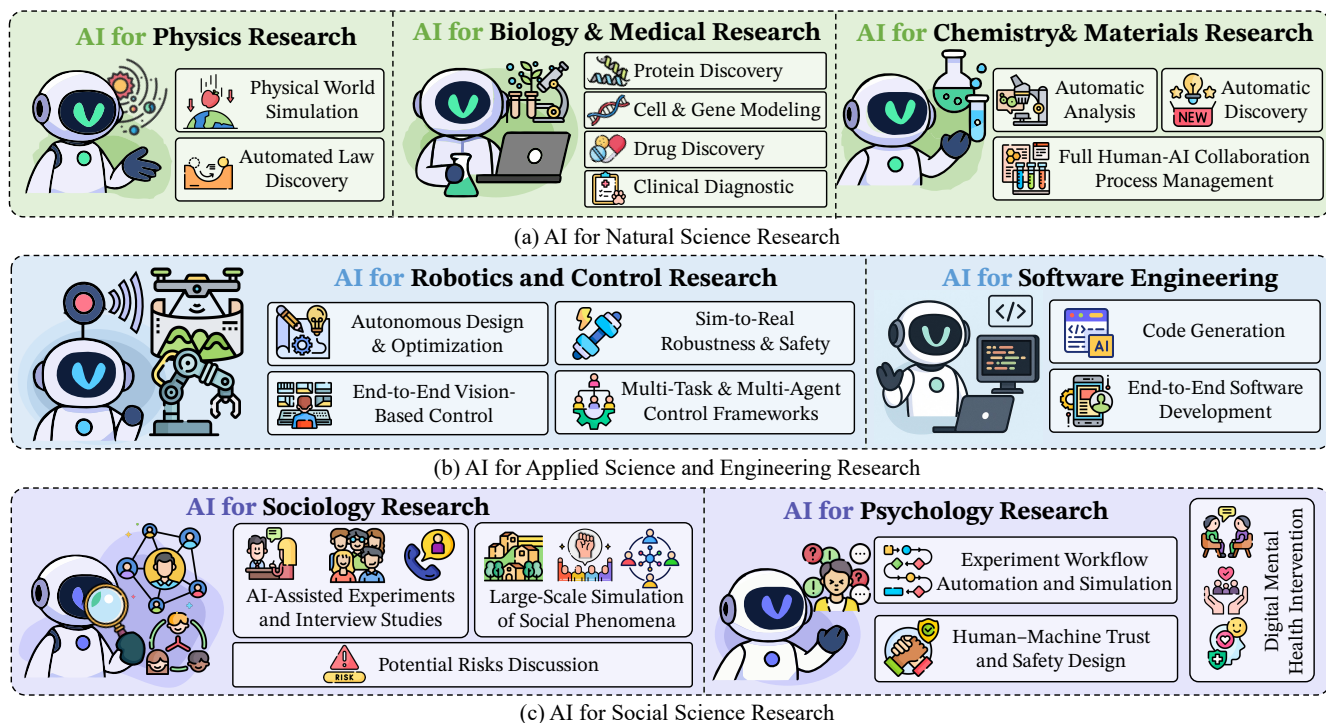 AI for Physics Research
Physical World
Simulation
Automated Law
Discovery
AI for Biology & Medical Research
Protein Discovery
Cell & Gene Modeling
Drug Discovery
Clinical Diagnostic
AI for Chemistry& Materials Research
Automatic
Analysis
NEW
Automatic
Discovery
Full Human-AI Collaboration
Process Management
(a) AI for Natural Science Research
AI for Robotics and Control Research
Autonomous Design
& Optimization
Sim-to-Real
Robustness & Safety
End-to-End Vision-
Based Control
Multi-Task & Multi-Agent
Control Frameworks
AI for Software Engineering
</>
</>
AI
Code Generation
End-to-End Software
Development
(b) AI for Applied Science and Engineering Research
AI for Sociology Research
AI-Assisted Experiments
and Interview Studies
Large-Scale Simulation
of Social Phenomena
RISK
Potential Risks Discussion
AI for Psychology Research
Experiment Workflow
Automation and Simulation
Human–Machine Trust
and Safety Design
Digital Mental
Health Intervention
(c) AI for Social Science Research